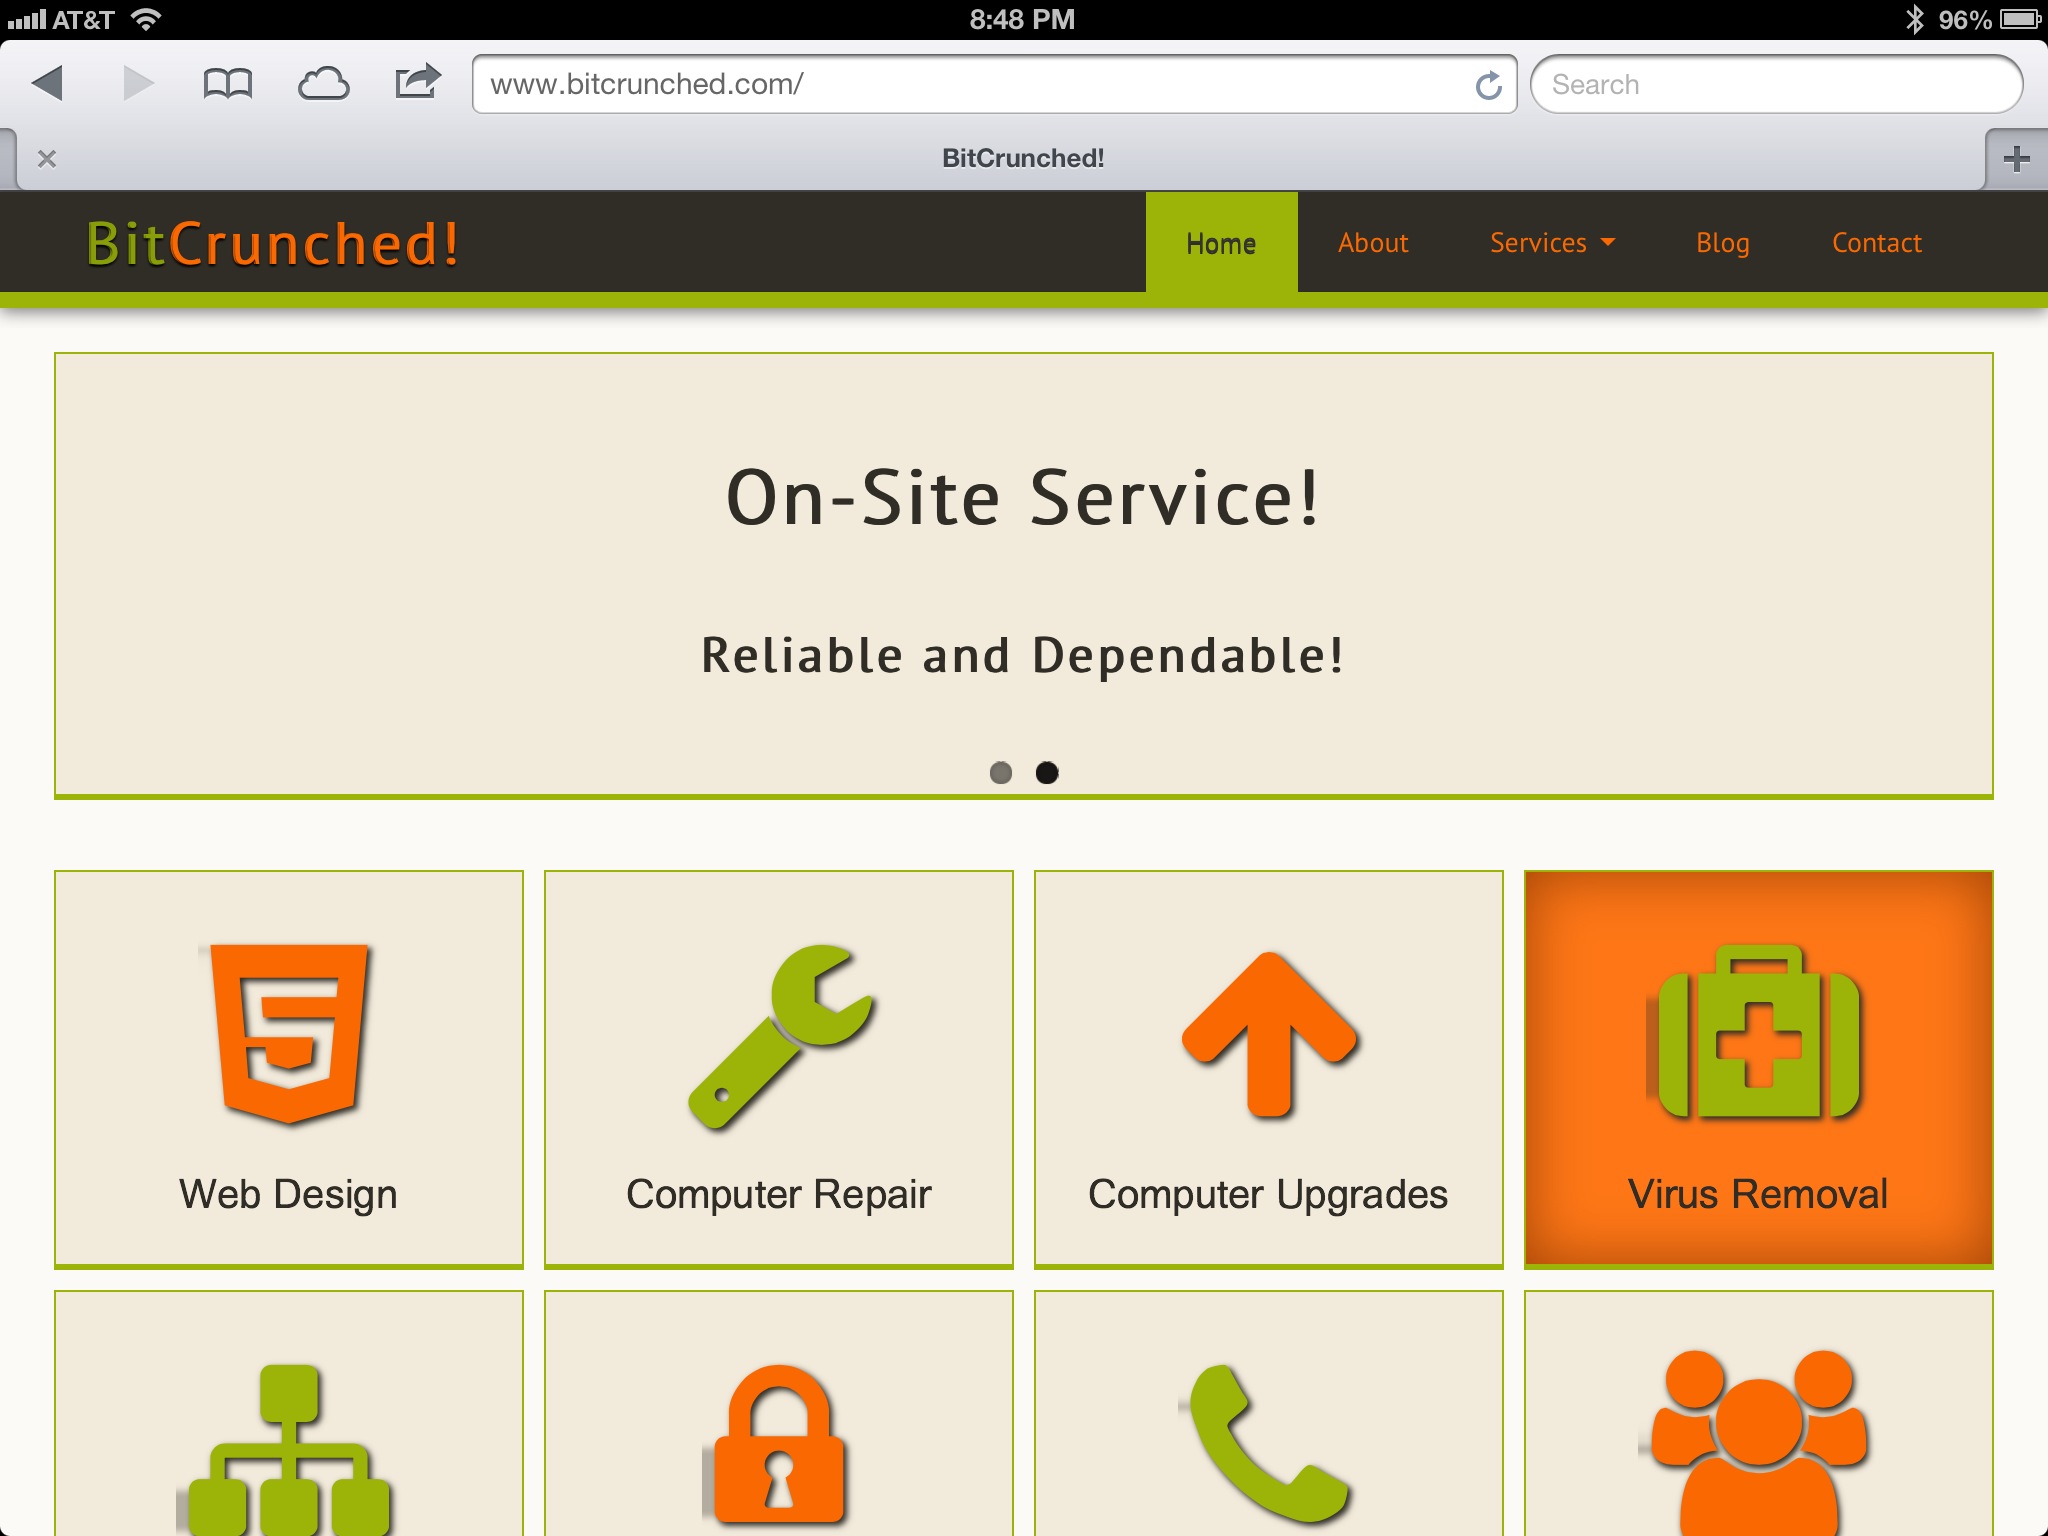 AT&T 8:48 PM 96%
www.bitcrunched.com/ Search
BitCrunched!
BitCrunched! Home About Services Blog Contact
On-Site Service!
Reliable and Dependable!
Web Design Computer Repair Computer Upgrades Virus Removal